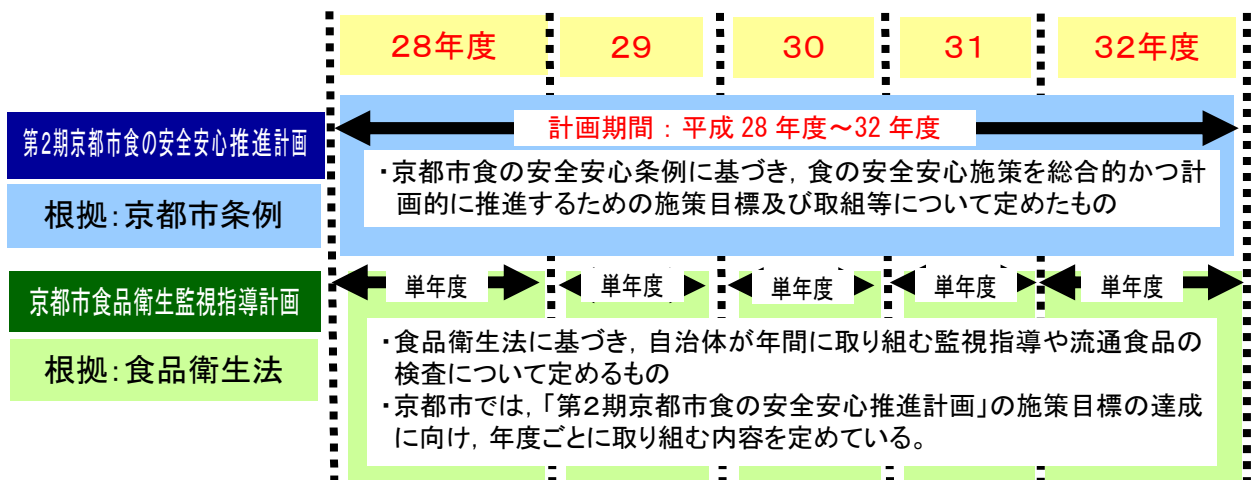 28年度 29 30 31 32年度
第2期京都市食の安全安心推進計画
根拠：京都市条例
計画期間：平成 28 年度～32 年度
・京都市食の安全安心条例に基づき，食の安全安心施策を総合的かつ計
画的に推進するための施策目標及び取組等について定めたもの
京都市食品衛生監視指導計画
根拠：食品衛生法
単年度 単年度 単年度 単年度 単年度
・食品衛生法に基づき，自治体が年間に取り組む監視指導や流通食品の
検査について定めるもの
・京都市では，「第２期京都市食の安全安心推進計画」の施策目標の達成
に向け，年度ごとに取り組む内容を定めている。